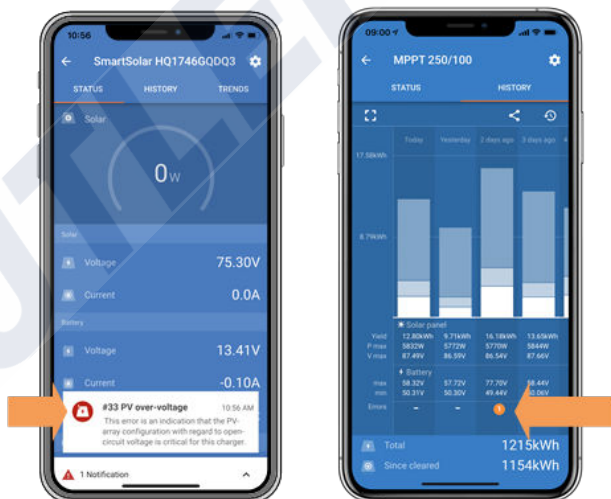 10:56
SmartSolar HQ1746GQDQ3
STATUS HISTORY TRENDS
Solar
0W
Solar
Voltage 75.30V
Current 0.0A
Battery
Voltage 13.41V
Current -0.10A
#33 PV over-voltage 10:56 AM
This error is an indication that the PV-
array configuration with regard to open-
circuit voltage is critical for this charger.
1 Notification
09:00
MPPT 250/100
STATUS HISTORY
Today Yesterday 2 days ago 3 days ago
17.58kWh
8.79kWh
Solar panel
Yield 12.80kWh 9.71kWh 16.18kWh 13.65kWh
P max 5832W 5772W 5770W 5844W
V max 87.49V 86.59V 86.54V 87.66V
Battery
max 58.32V 57.72V 77.70V 58.44V
min 50.31V 50.30V 49.44V 50.06V
Errors - - 1
Total 1215kWh
Since cleared 1154kWh